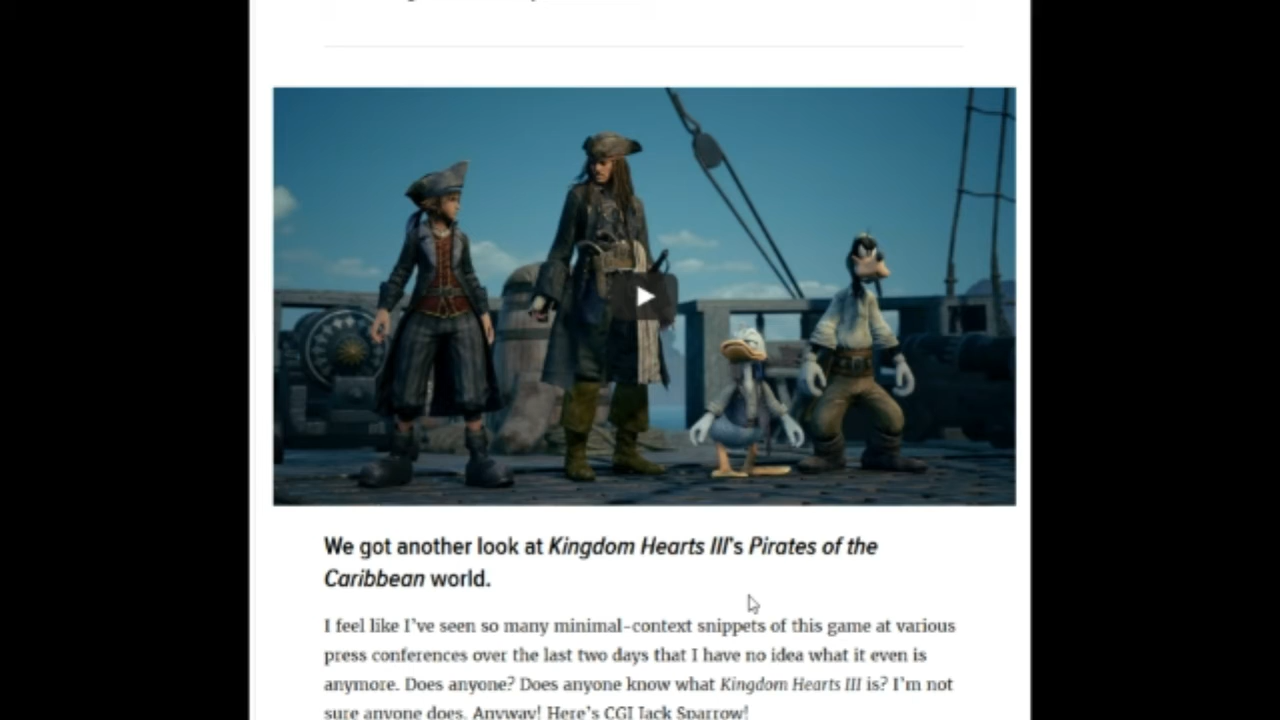 We got another look at Kingdom Hearts III's Pirates of the
Caribbean world.
I feel like I've seen so many minimal-context snippets of this game at various
press conferences over the last two days that I have no idea what it even is
anymore. Does anyone? Does anyone know what Kingdom Hearts III is? I'm not
sure anyone does. Anyway! Here's CGI Jack Sparrow!